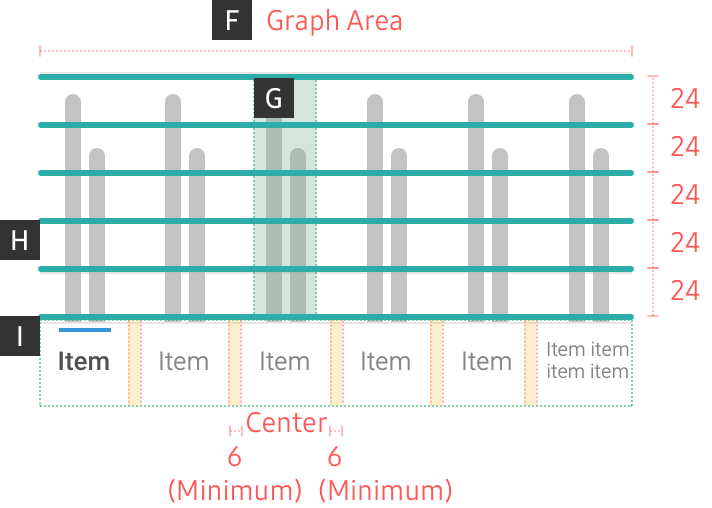 F Graph Area
G
24
24
24
H
24
24
I
Item Item Item Item Item Item item
item item
Center
6 6
(Minimum) (Minimum)